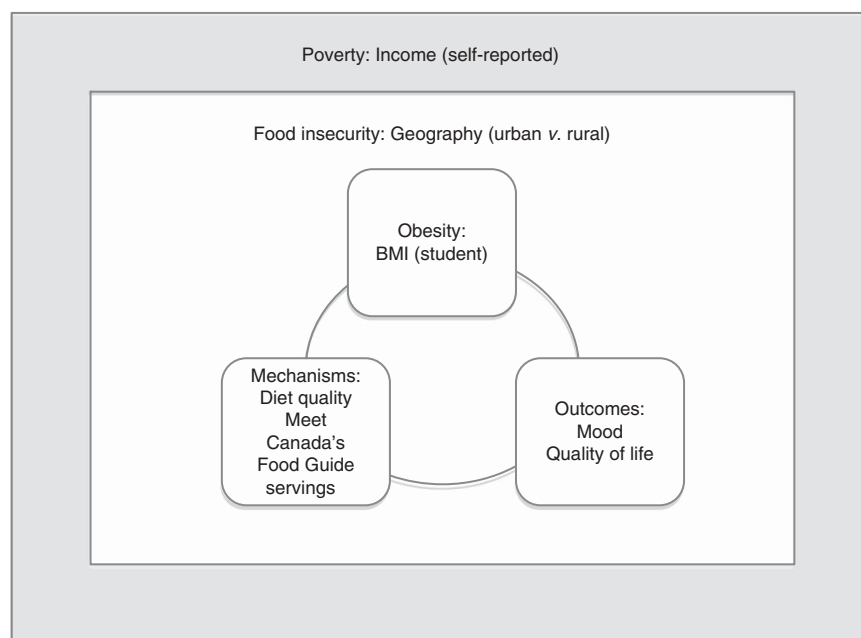 Poverty: Income (self-reported)
Food insecurity: Geography (urban v. rural)
Obesity:
BMI (student)
Mechanisms:
Diet quality
Meet
Canada’s
Food Guide
servings
Outcomes:
Mood
Quality of life